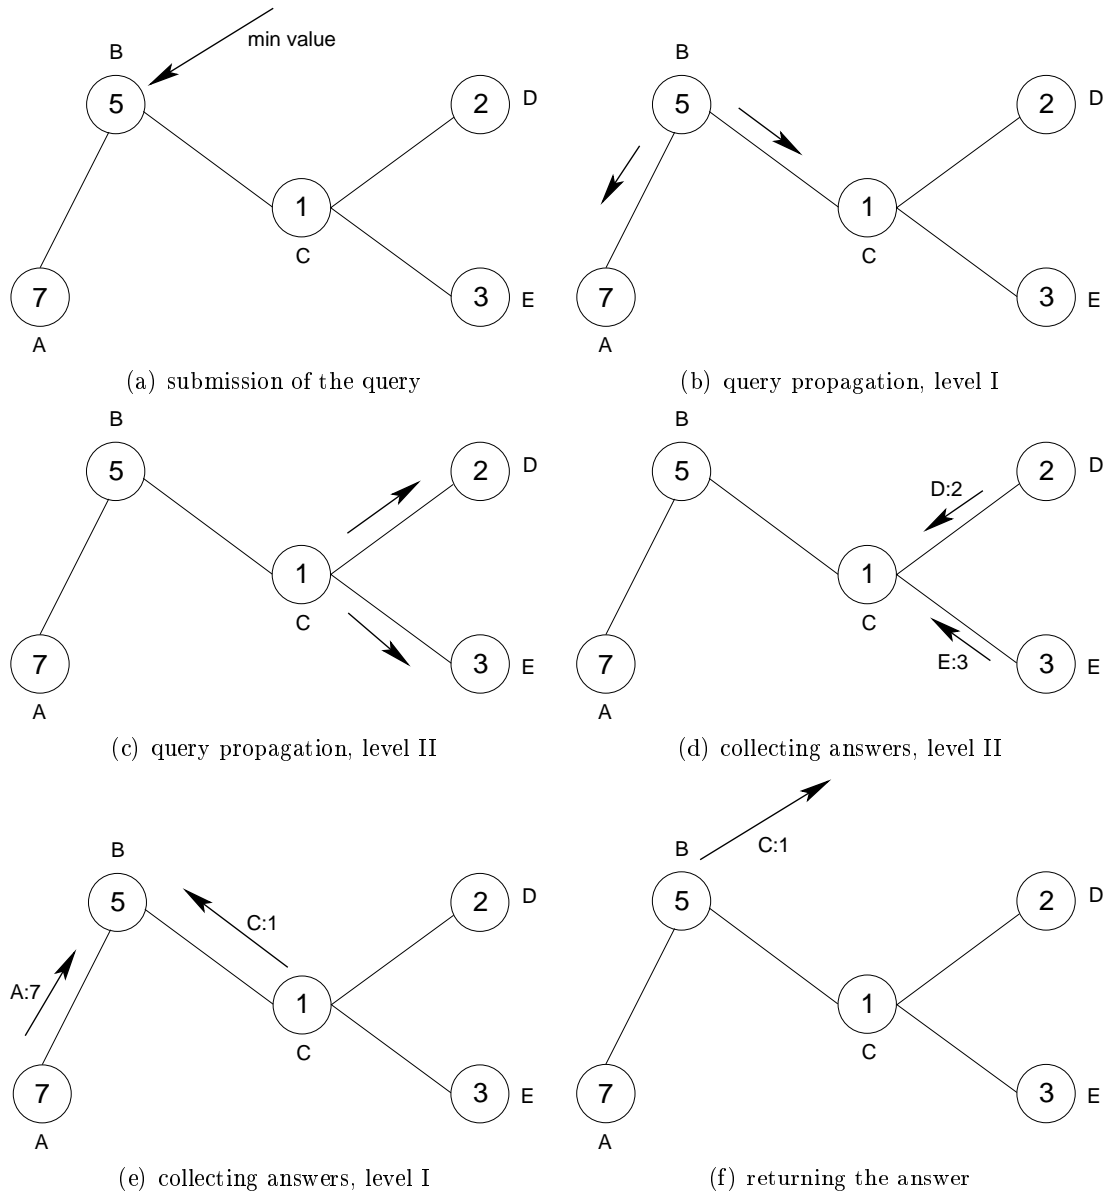 B
min value
5
2
D
1
C
7
E
3
A
(a) submission of the query
B
5
2
D
1
C
7
3
E
A
(b) query propagation, level I
B
5
2
D
1
C
7
3
E
A
(c) query propagation, level II
B
5
2
D
D:2
1
C
E:3
7
3
E
A
(d) collecting answers, level II
B
5
2
D
C:1
A:7
1
C
7
3
E
A
(e) collecting answers, level I
C:1
B
5
2
D
1
C
7
3
E
A
(f) returning the answer